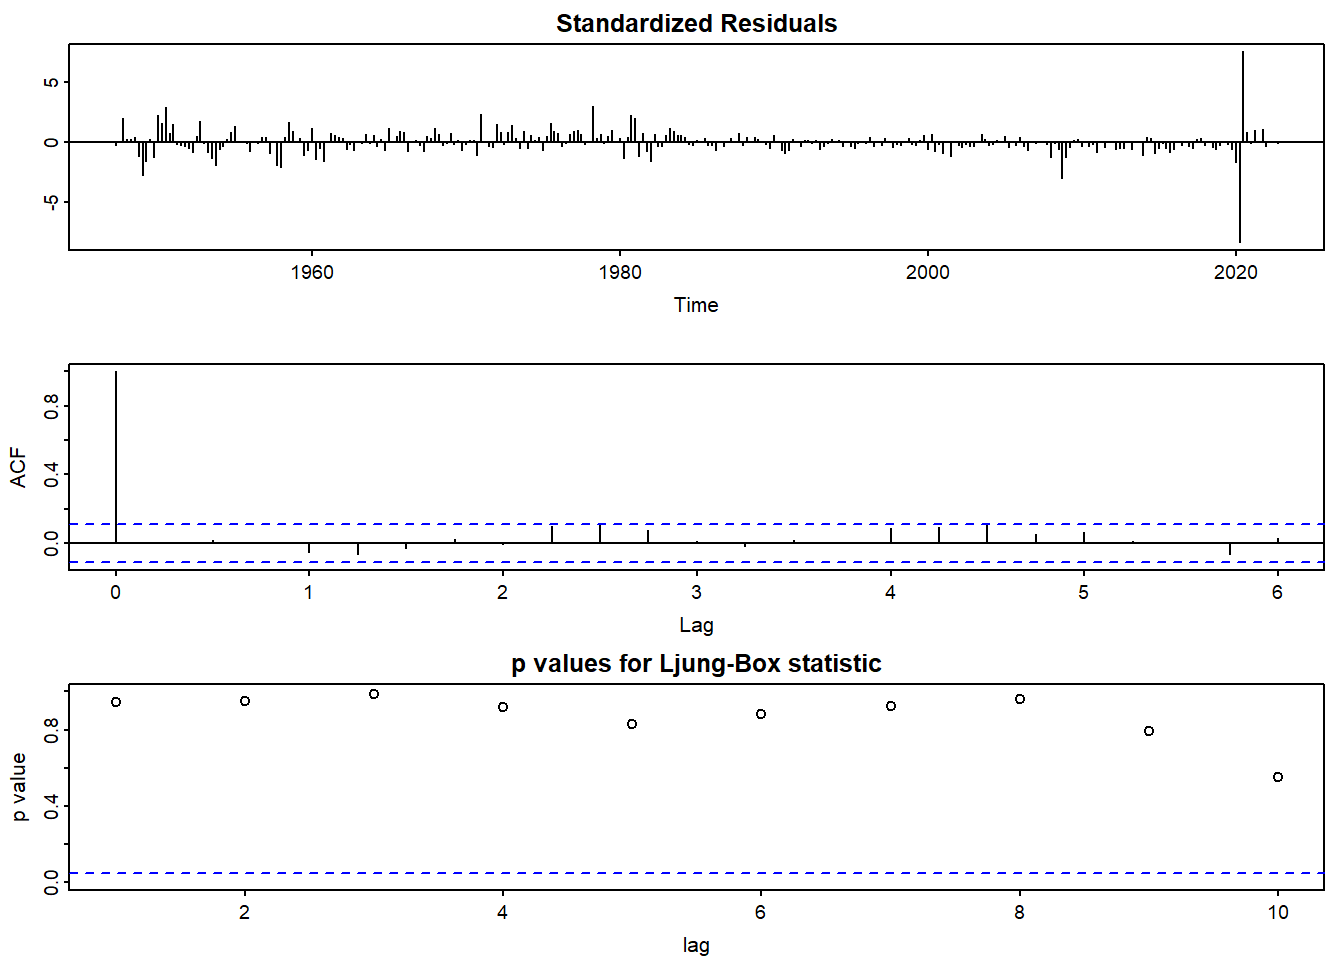 Standardized Residuals
5
0
-5
1960 1980 2000 2020
Time
ACF
0.8
0.4
0.0
0 1 2 3 4 5 6
Lag
p values for Ljung-Box statistic
p value
0.8
0.4
0.0
2 4 6 8 10
lag